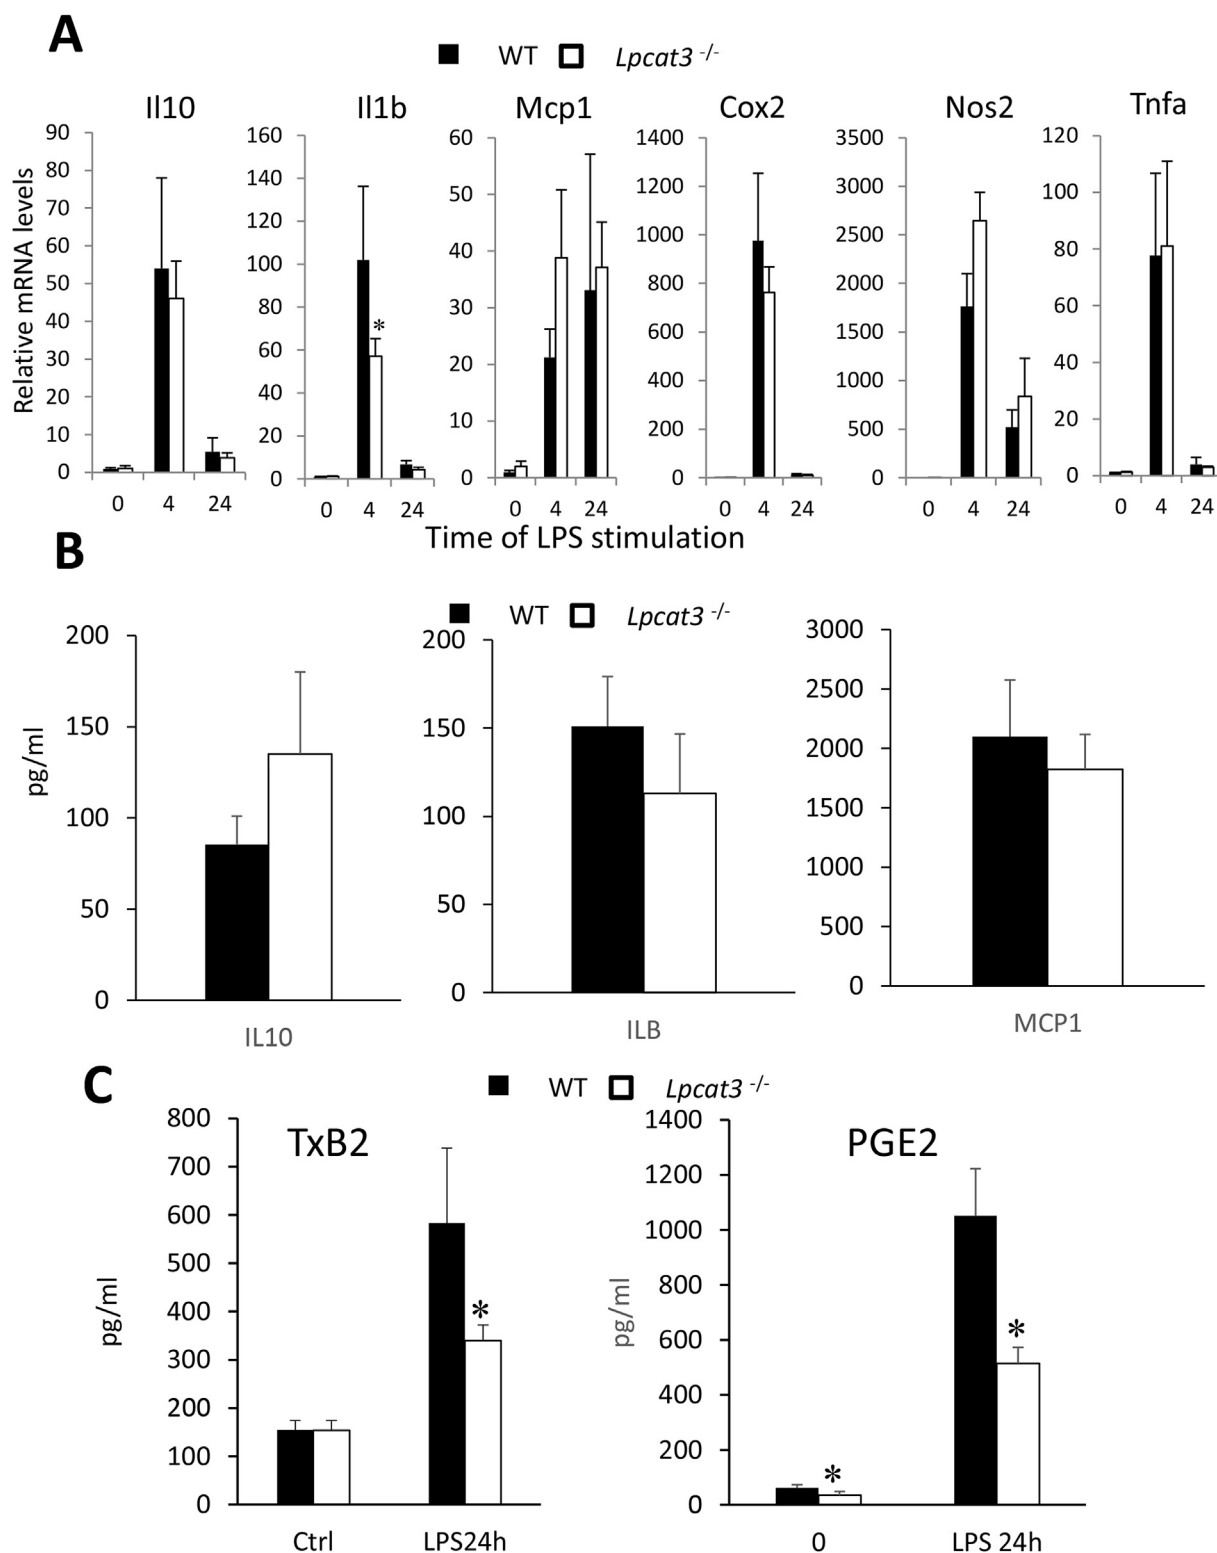 A
WT Lpcat3 -/-
Il10 Il1b Mcp1 Cox2 Nos2 Tnfa
Relative mRNA levels
90 80 70 60 50 40 30 20 10 0
160 140 120 100 80 60 40 20 0
60 50 40 30 20 10 0
1400 1200 1000 800 600 400 200 0
3500 3000 2500 2000 1500 1000 500 0
120 100 80 60 40 20 0
*
0 4 24 0 4 24 0 4 24 0 4 24 0 4 24 0 4 24
Time of LPS stimulation
B
WT Lpcat3 -/-
pg/ml
200 150 100 50 0
IL10
200 150 100 50 0
ILB
3000 2500 2000 1500 1000 500 0
MCP1
C
WT Lpcat3 -/-
TxB2
pg/ml
800 700 600 500 400 300 200 100 0
*
Ctrl LPS24h
PGE2
pg/ml
1400 1200 1000 800 600 400 200 0
* *
0 LPS 24h